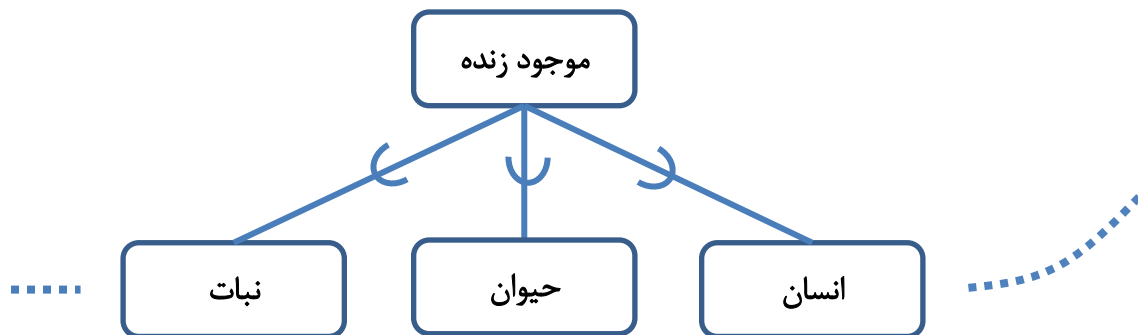 موجود زنده
انسان
حیوان
نبات